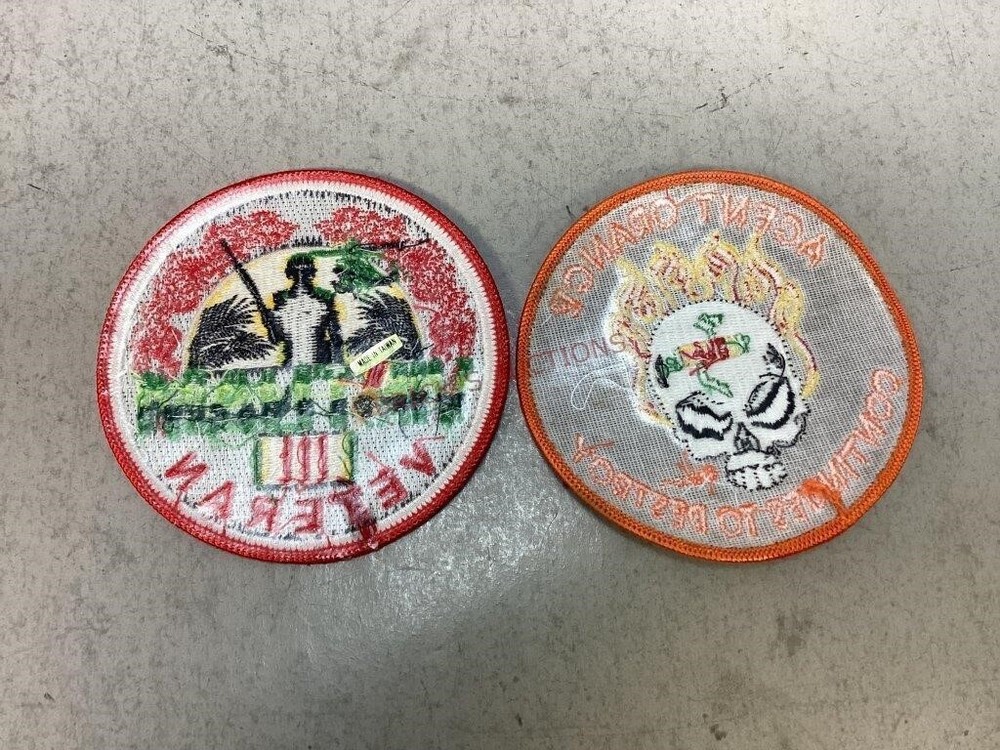 MADE IN TAIWAN
VETERAN
AGENT ORANGE
CONTINUES TO DESTROY